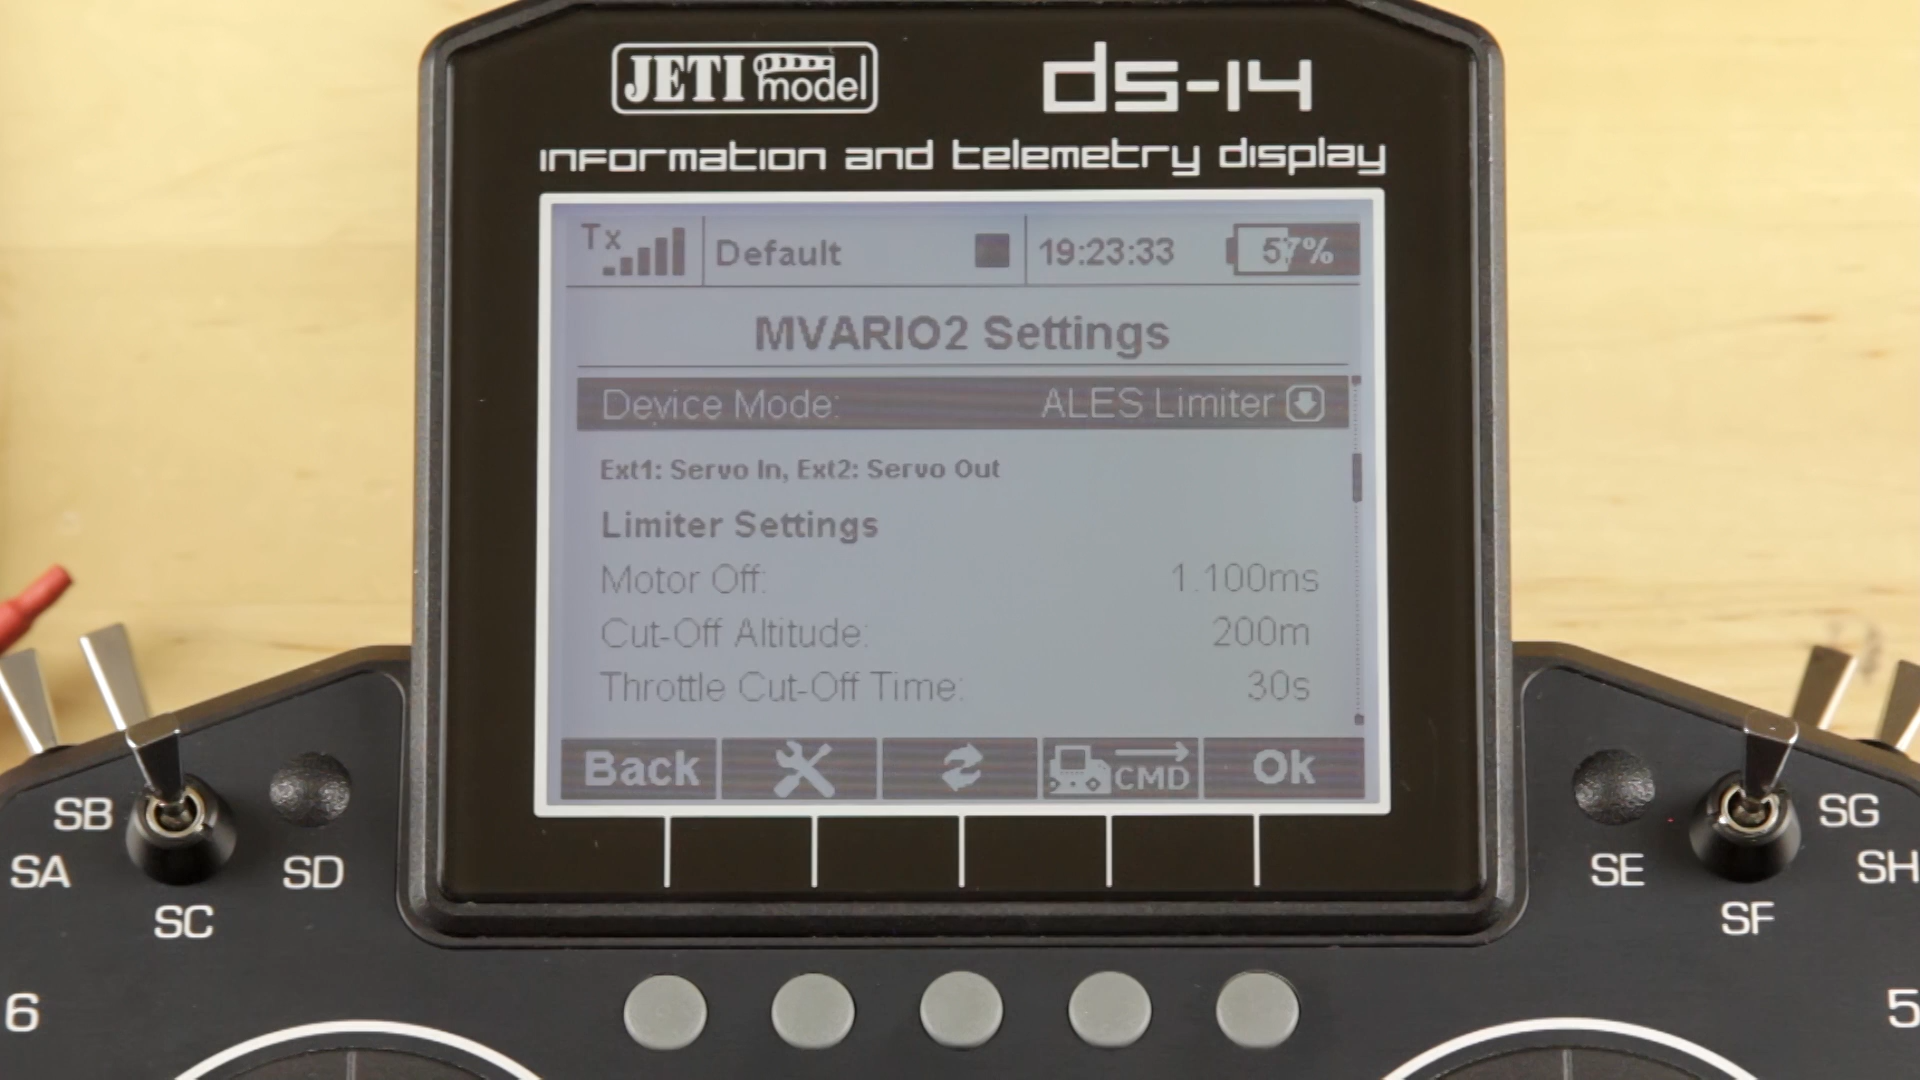 JETI model
ds-14
information and telemetry display
Tx Default 19:23:33 57%
MVARIO2 Settings
Device Mode: ALES Limiter
Ext1: Servo In, Ext2: Servo Out
Limiter Settings
Motor Off: 1.100ms
Cut-Off Altitude: 200m
Throttle Cut-Off Time: 30s
Back CMD Ok
SB SG
SA SD SE SH
SC SF
6 5